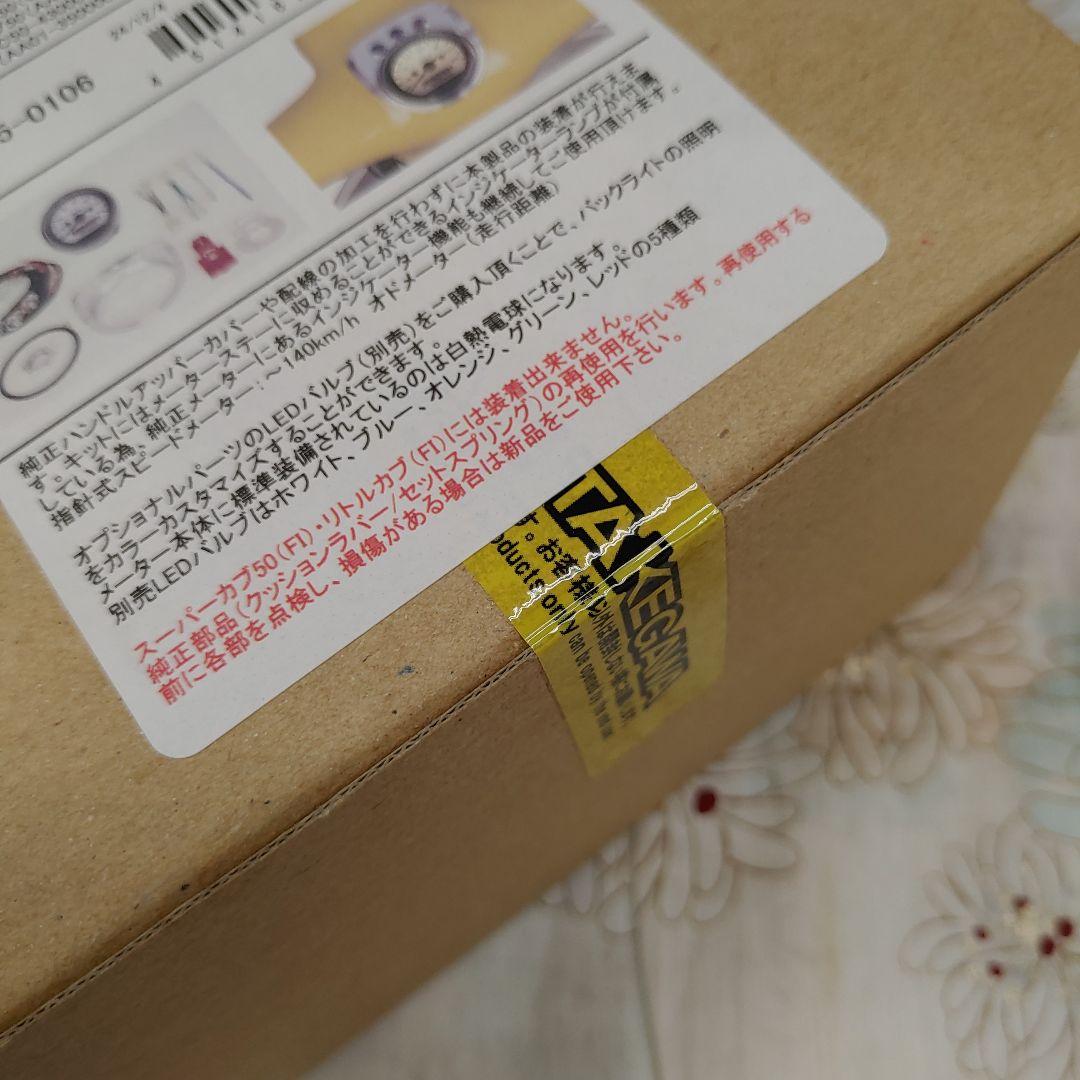 5-0106
純正ハンドルアッパーカバーや配線の加工を行わずに本製品の装着が行えま
す。キットにはメーターステーに収めることができるインジケーターランプが付属
している為、純正メーターにあるインジケーター機能も継続してご使用頂けます。
指針式スピードメーター:~140km/h オドメーター(走行距離)
オプショナルパーツのLEDバルブ(別売)をご購入頂くことで、バックライトの照明
をカラーカスタマイズすることができます。
メーター本体に標準装備されているのは白熱電球になります。
別売LEDバルブはホワイト、ブルー、オレンジ、グリーン、レッドの5種類
スーパーカブ50(FI)・リトルカブ(FI)には装着出来ません。
純正部品(クッションラバー/セットスプリング)の再使用を行います。再使用する
前に各部を点検し、損傷がある場合は新品をご使用下さい。
TAKEGAWA
お客様以外は開封
roducts only can be opened by the end user